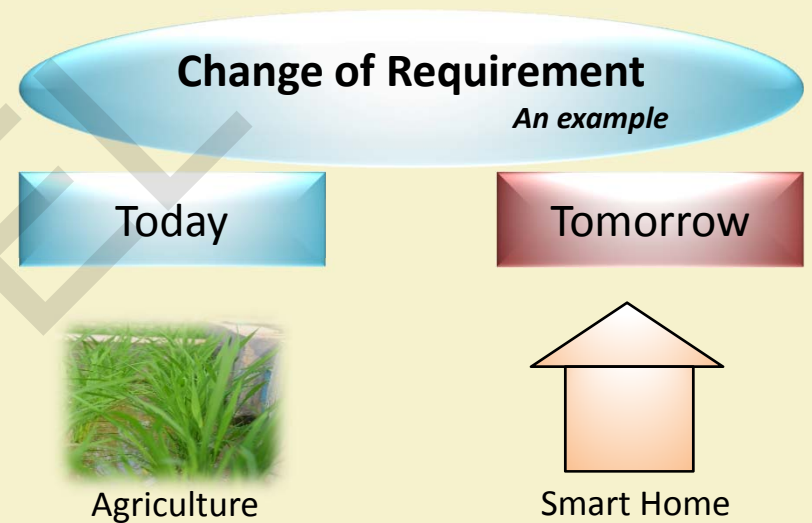 Change of Requirement
An example
Today
Tomorrow
Agriculture
Smart Home